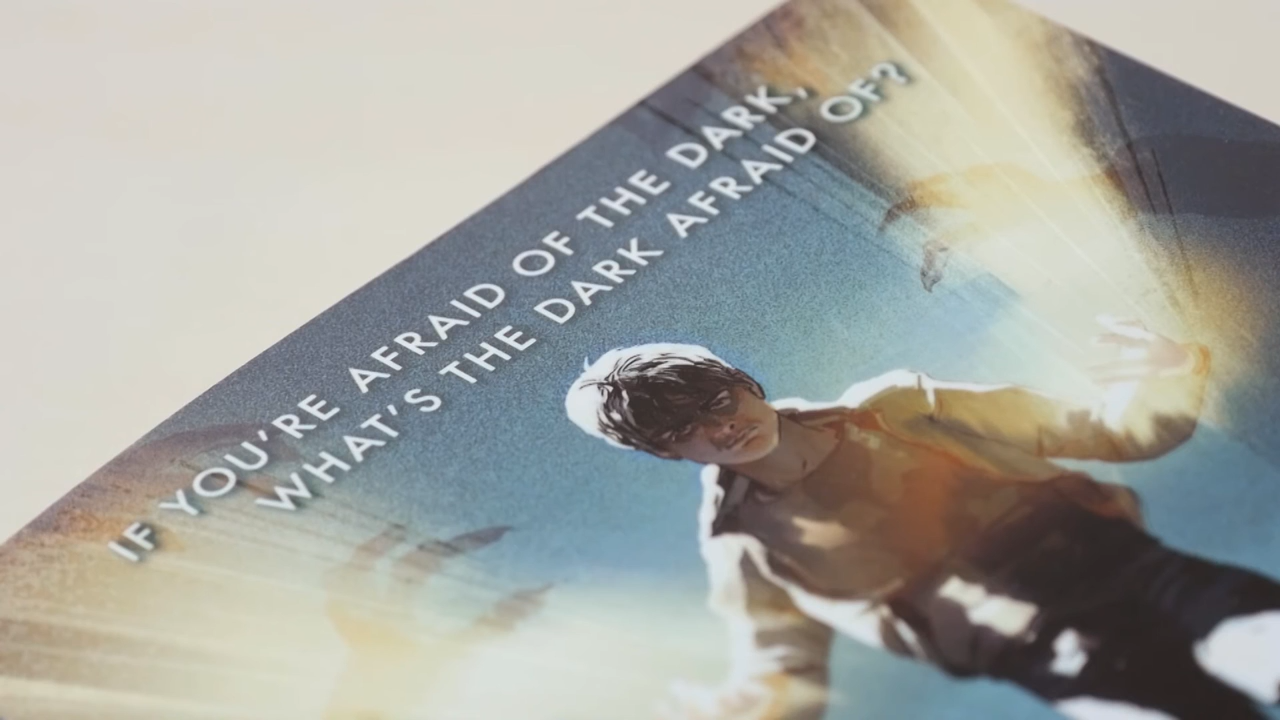 IF YOU'RE AFRAID OF THE DARK,
WHAT'S THE DARK AFRAID OF?